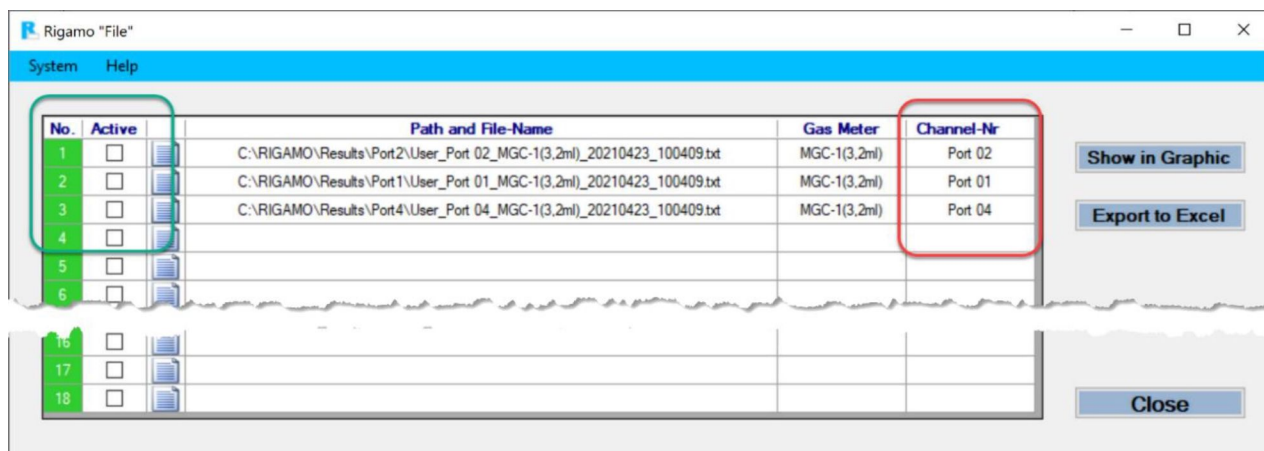 Rigamo "File"
System Help
No. Active Path and File-Name Gas Meter Channel-Nr
1 C:\RIGAMO\Results\Port2\User_Port 02_MGC-1(3,2ml)_20210423_100409.txt MGC-1(3,2ml) Port 02
2 C:\RIGAMO\Results\Port1\User_Port 01_MGC-1(3,2ml)_20210423_100409.txt MGC-1(3,2ml) Port 01
3 C:\RIGAMO\Results\Port4\User_Port 04_MGC-1(3,2ml)_20210423_100409.txt MGC-1(3,2ml) Port 04
4
5
6
16
17
18
Show in Graphic
Export to Excel
Close